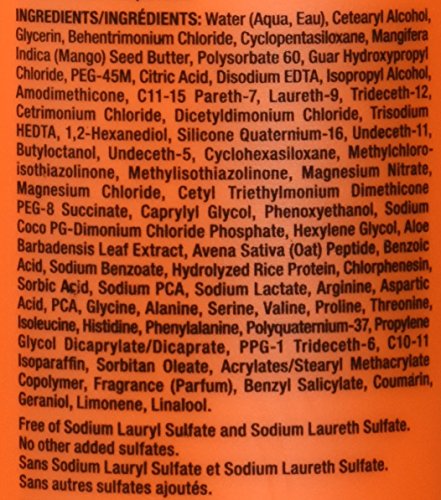 INGREDIENTS/INGRÉDIENTS: Water (Aqua, Eau), Cetearyl Alcohol,
Glycerin, Behentrimonium Chloride, Cyclopentasiloxane, Mangifera
Indica (Mango) Seed Butter, Polysorbate 60, Guar Hydroxypropyl
Chloride, PEG-45M, Citric Acid, Disodium EDTA, Isopropyl Alcohol,
Amodimethicone, C11-15 Pareth-7, Laureth-9, Trideceth-12,
Cetrimonium Chloride, Dicetyldimonium Chloride, Trisodium
HEDTA, 1,2-Hexanediol, Silicone Quaternium-16, Undeceth-11,
Butyloctanol, Undeceth-5, Cyclohexasiloxane, Methylchloro-
isothiazolinone, Methylisothiazolinone, Magnesium Nitrate,
Magnesium Chloride, Cetyl Triethylmonium Dimethicone
PEG-8 Succinate, Caprylyl Glycol, Phenoxyethanol, Sodium
Coco PG-Dimonium Chloride Phosphate, Hexylene Glycol, Aloe
Barbadensis Leaf Extract, Avena Sativa (Oat) Peptide, Benzoic
Acid, Sodium Benzoate, Hydrolyzed Rice Protein, Chlorphenesin,
Sorbic Acid, Sodium PCA, Sodium Lactate, Arginine, Aspartic
Acid, PCA, Glycine, Alanine, Serine, Valine, Proline, Threonine,
Isoleucine, Histidine, Phenylalanine, Polyquaternium-37, Propylene
Glycol Dicaprylate/Dicaprate, PPG-1 Trideceth-6, C10-11
Isoparaffin, Sorbitan Oleate, Acrylates/Stearyl Methacrylate
Copolymer, Fragrance (Parfum), Benzyl Salicylate, Coumarin,
Geraniol, Limonene, Linalool.
Free of Sodium Lauryl Sulfate and Sodium Laureth Sulfate.
No other added sulfates.
Sans Sodium Lauryl Sulfate et Sodium Laureth Sulfate.
Sans autres sulfates ajoutés.